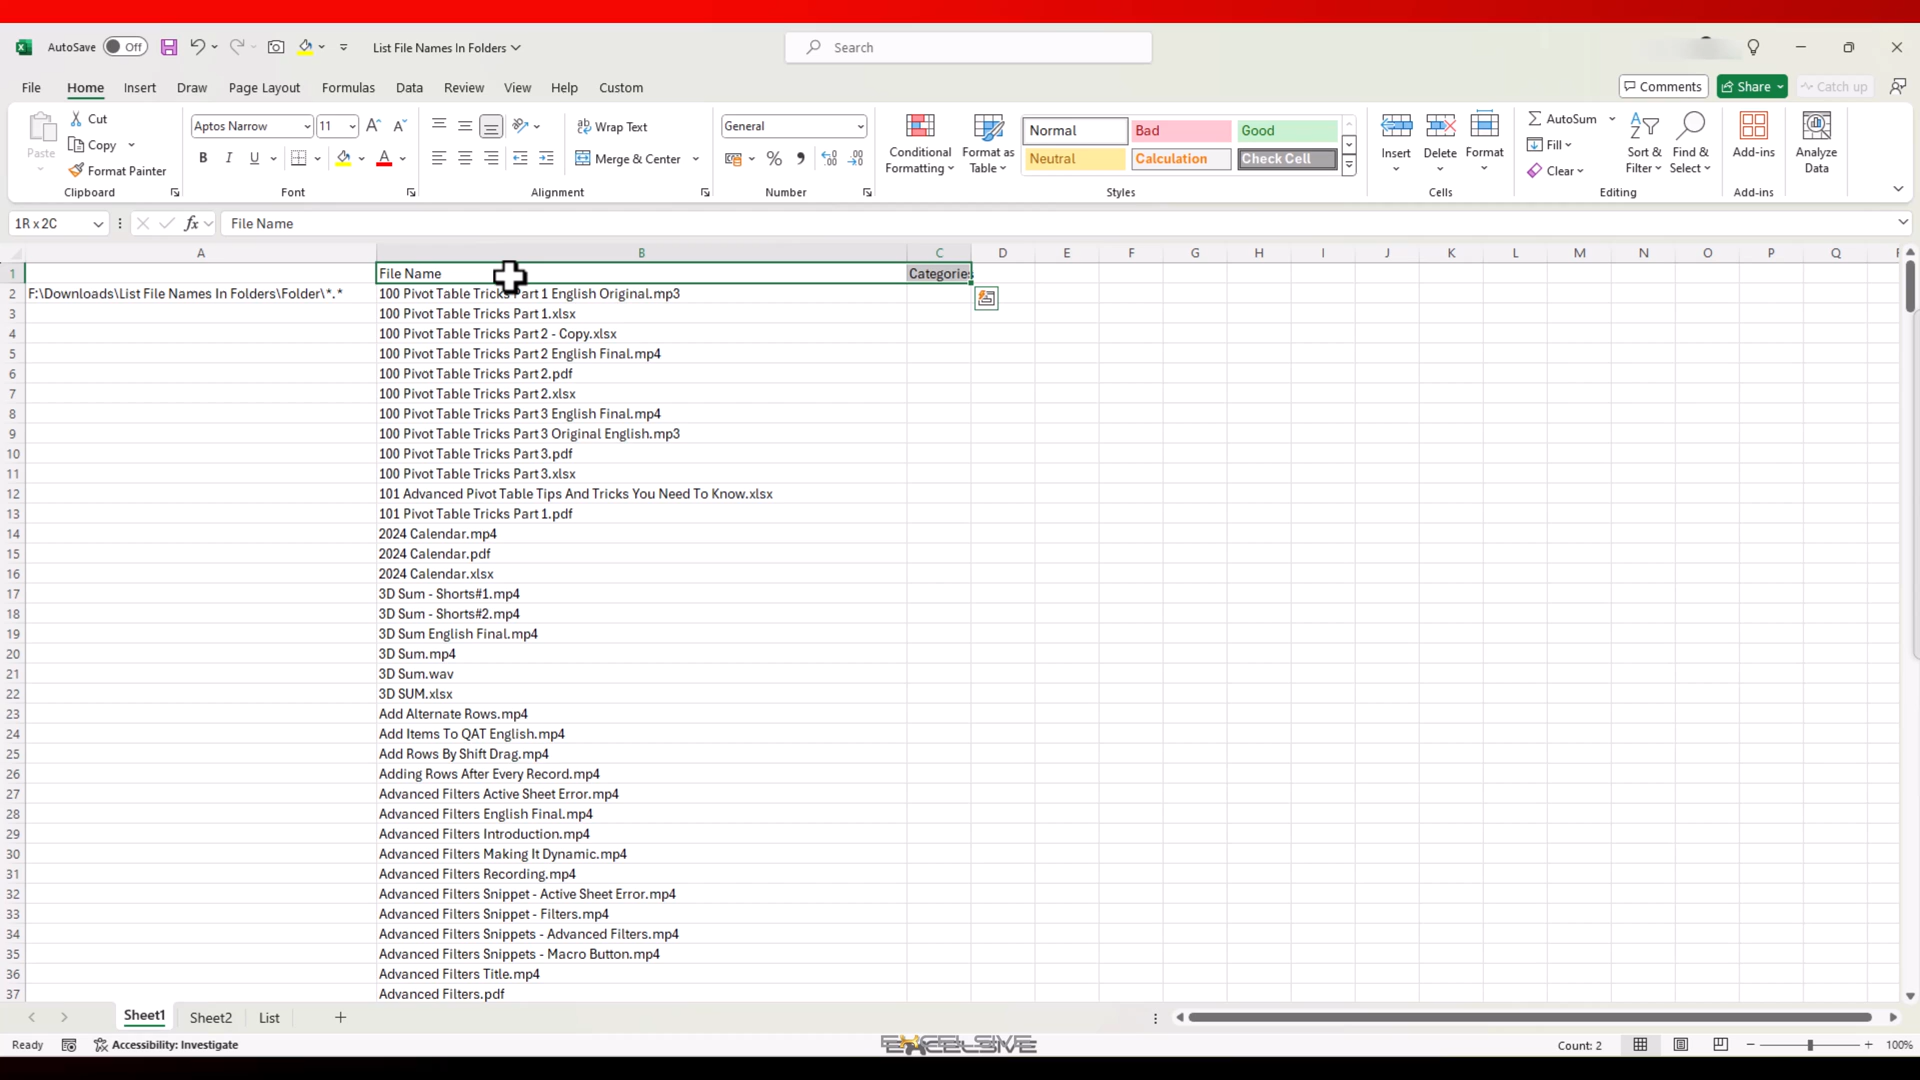 AutoSave Off List File Names In Folders Search
File Home Insert Draw Page Layout Formulas Data Review View Help Custom Comments Share Catch up
Paste Cut Copy Format Painter Clipboard
Aptos Narrow 11 B I U A Font
Wrap Text Merge & Center Alignment
General % Number
Conditional Formatting Format as Table Normal Bad Good Neutral Calculation Check Cell Styles
Insert Delete Format Cells
AutoSum Fill Clear Sort & Filter Find & Select Editing
Add-ins Add-ins
Analyze Data
1R x 2C fx File Name
A B C D E F G H I J K L M N O P Q
1 File Name Categories
2 F:\Downloads\List File Names In Folders\Folder\*.* 100 Pivot Table Tricks Part 1 English Original.mp3
3 100 Pivot Table Tricks Part 1.xlsx
4 100 Pivot Table Tricks Part 2 - Copy.xlsx
5 100 Pivot Table Tricks Part 2 English Final.mp4
6 100 Pivot Table Tricks Part 2.pdf
7 100 Pivot Table Tricks Part 2.xlsx
8 100 Pivot Table Tricks Part 3 English Final.mp4
9 100 Pivot Table Tricks Part 3 Original English.mp3
10 100 Pivot Table Tricks Part 3.pdf
11 100 Pivot Table Tricks Part 3.xlsx
12 101 Advanced Pivot Table Tips And Tricks You Need To Know.xlsx
13 101 Pivot Table Tricks Part 1.pdf
14 2024 Calendar.mp4
15 2024 Calendar.pdf
16 2024 Calendar.xlsx
17 3D Sum - Shorts#1.mp4
18 3D Sum - Shorts#2.mp4
19 3D Sum English Final.mp4
20 3D Sum.mp4
21 3D Sum.wav
22 3D SUM.xlsx
23 Add Alternate Rows.mp4
24 Add Items To QAT English.mp4
25 Add Rows By Shift Drag.mp4
26 Adding Rows After Every Record.mp4
27 Advanced Filters Active Sheet Error.mp4
28 Advanced Filters English Final.mp4
29 Advanced Filters Introduction.mp4
30 Advanced Filters Making It Dynamic.mp4
31 Advanced Filters Recording.mp4
32 Advanced Filters Snippet - Active Sheet Error.mp4
33 Advanced Filters Snippet - Filters.mp4
34 Advanced Filters Snippets - Advanced Filters.mp4
35 Advanced Filters Snippets - Macro Button.mp4
36 Advanced Filters Title.mp4
37 Advanced Filters.pdf
Sheet1 Sheet2 List
Ready Accessibility: Investigate EXCELSIVE Count: 2 100%